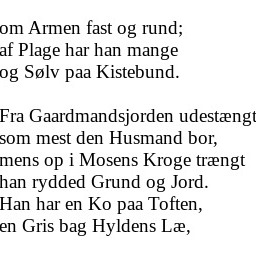 om Armen fast og rund;
af Plage har han mange
og Sølv paa Kistebund.

Fra Gaardmandsjorden udestængt
som mest den Husmand bor,
mens op i Mosens Kroge trængt
han rydded Grund og Jord.
Han har en Ko paa Toften,
en Gris bag Hyldens Læ,